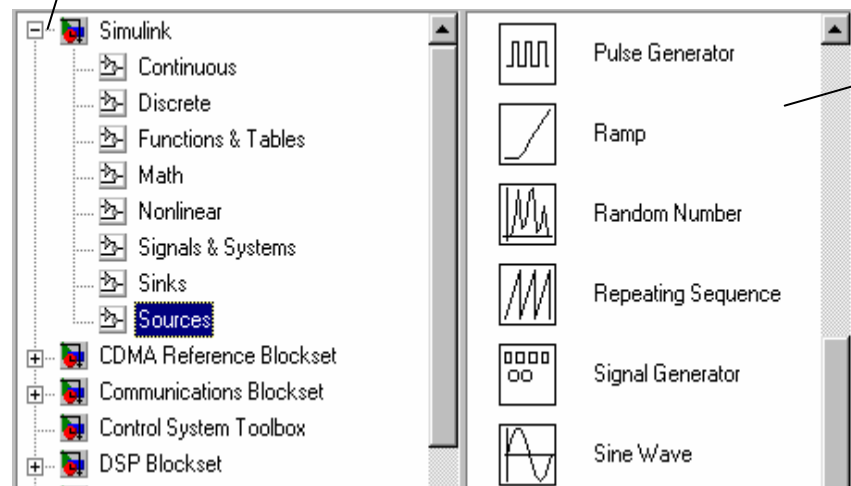 Simulink
Continuous
Discrete
Functions & Tables
Math
Nonlinear
Signals & Systems
Sinks
Sources
CDMA Reference Blockset
Communications Blockset
Control System Toolbox
DSP Blockset
Pulse Generator
Ramp
Random Number
Repeating Sequence
Signal Generator
Sine Wave